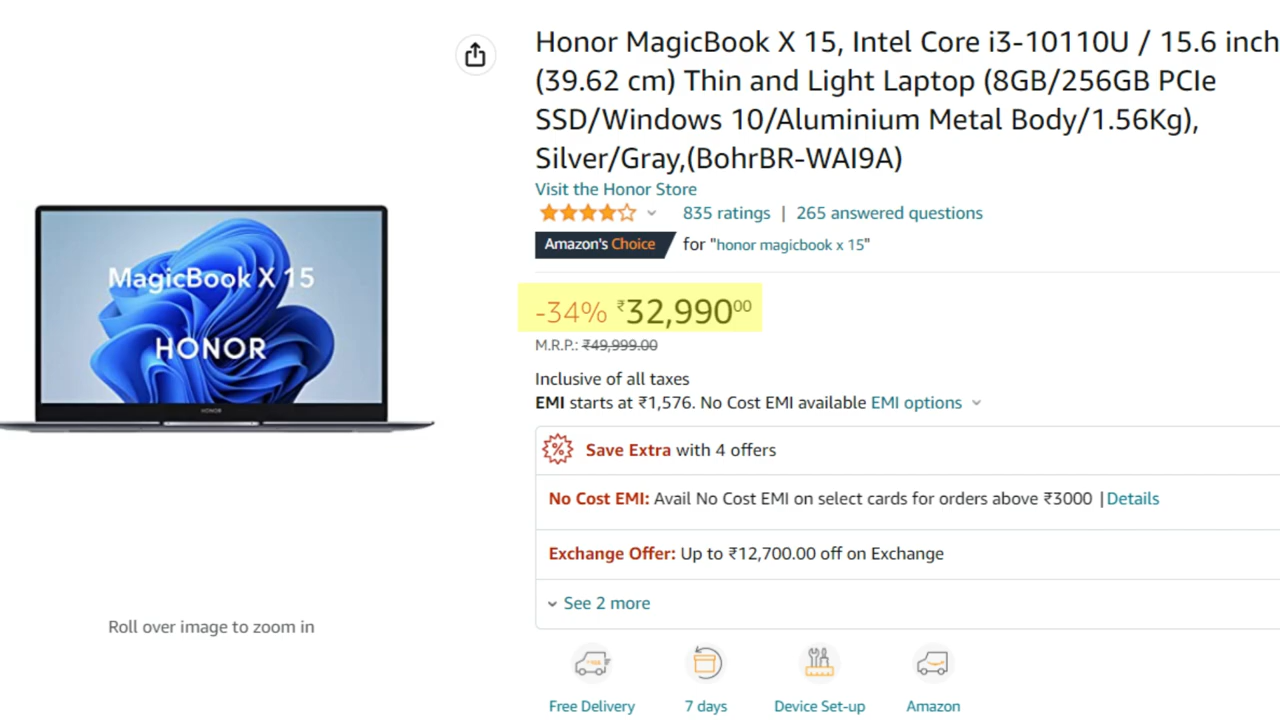 Honor MagicBook X 15, Intel Core i3-10110U / 15.6 inch
(39.62 cm) Thin and Light Laptop (8GB/256GB PCIe
SSD/Windows 10/Aluminium Metal Body/1.56Kg),
Silver/Gray,(BohrBR-WAI9A)
Visit the Honor Store
835 ratings | 265 answered questions
Amazon's Choice for "honor magicbook x 15"
MagicBook X 15
HONOR
HONOR
-34% ₹32,99000
M.R.P.: ₹49,999.00
Inclusive of all taxes
EMI starts at ₹1,576. No Cost EMI available EMI options
Save Extra with 4 offers
No Cost EMI: Avail No Cost EMI on select cards for orders above ₹3000 | Details
Exchange Offer: Up to ₹12,700.00 off on Exchange
See 2 more
Roll over image to zoom in
Free Delivery
7 days
Device Set-up
Amazon